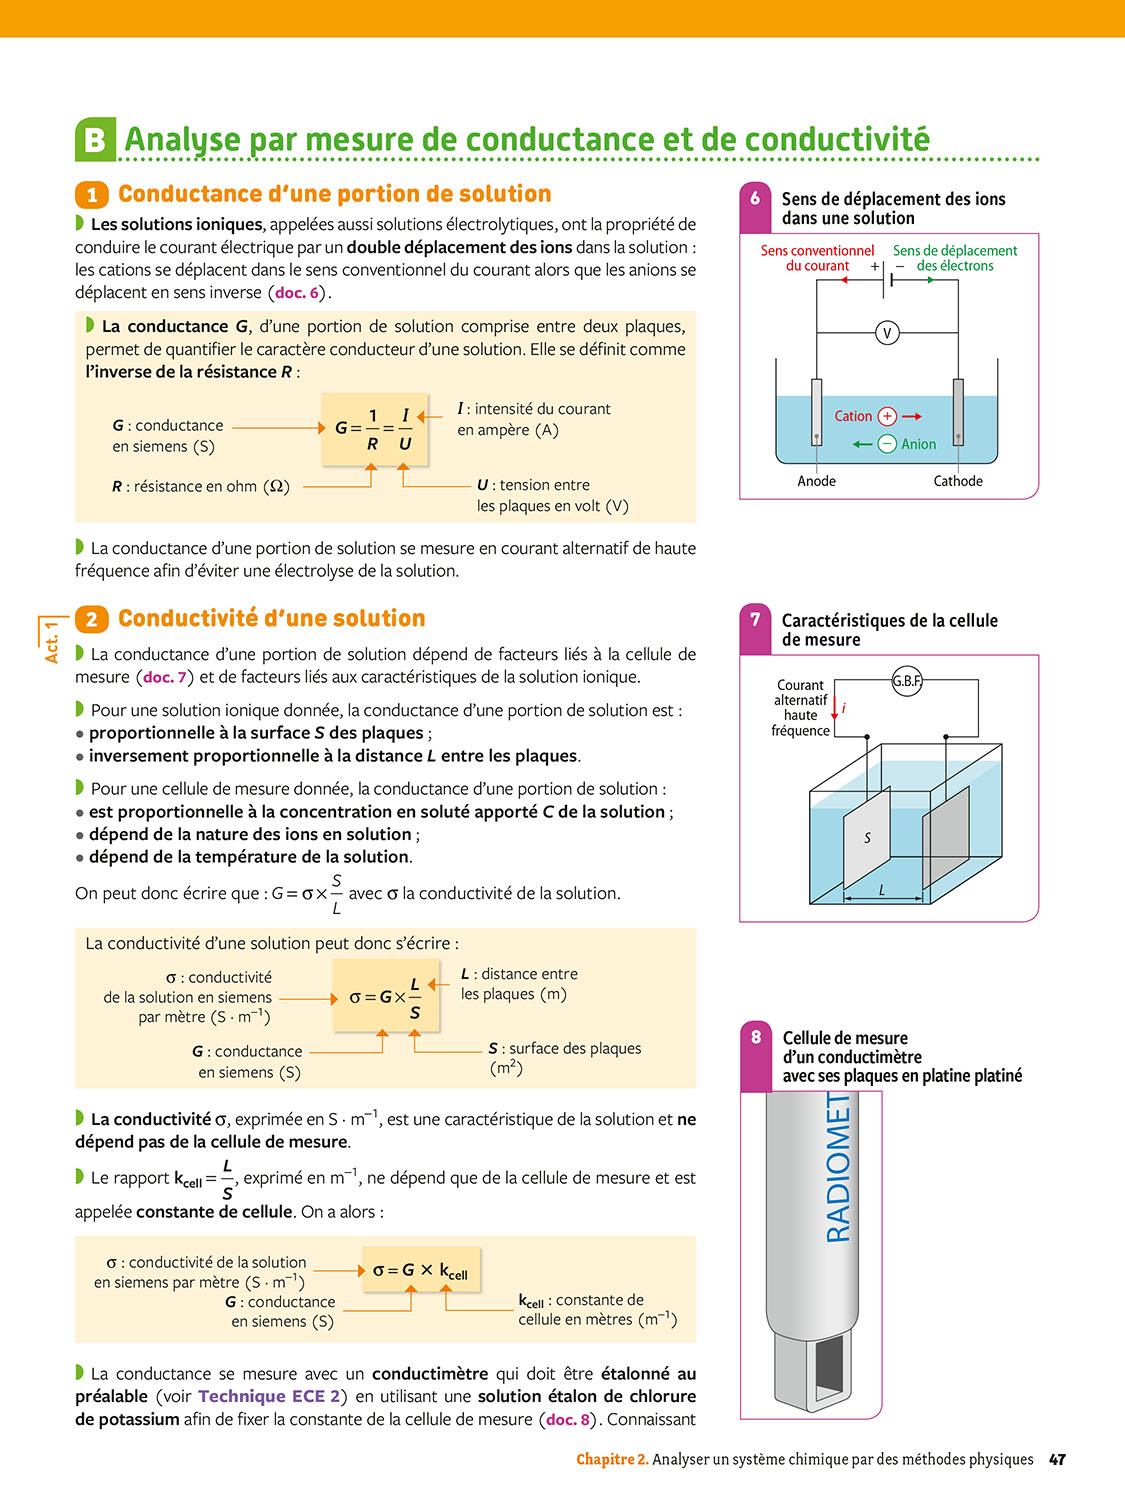 B Analyse par mesure de conductance et de conductivité
1 Conductance d'une portion de solution
Les solutions ioniques, appelées aussi solutions électrolytiques, ont la propriété de
conduire le courant électrique par un double déplacement des ions dans la solution :
les cations se déplacent dans le sens conventionnel du courant alors que les anions se
déplacent en sens inverse (doc. 6).
La conductance G, d'une portion de solution comprise entre deux plaques,
permet de quantifier le caractère conducteur d'une solution. Elle se définit comme
l'inverse de la résistance R :
G : conductance
en siemens (S)
G = 1/R = I/U
I : intensité du courant
en ampère (A)
R : résistance en ohm (Ω)
U : tension entre
les plaques en volt (V)
La conductance d'une portion de solution se mesure en courant alternatif de haute
fréquence afin d'éviter une électrolyse de la solution.
Act. 1
2 Conductivité d'une solution
La conductance d'une portion de solution dépend de facteurs liés à la cellule de
mesure (doc. 7) et de facteurs liés aux caractéristiques de la solution ionique.
Pour une solution ionique donnée, la conductance d'une portion de solution est :
• proportionnelle à la surface S des plaques ;
• inversement proportionnelle à la distance L entre les plaques.
Pour une cellule de mesure donnée, la conductance d'une portion de solution :
• est proportionnelle à la concentration en soluté apporté C de la solution ;
• dépend de la nature des ions en solution ;
• dépend de la température de la solution.
On peut donc écrire que : G = σ × S/L avec σ la conductivité de la solution.
La conductivité d'une solution peut donc s'écrire :
σ : conductivité
de la solution en siemens
par mètre (S · m⁻¹)
σ = G × L/S
L : distance entre
les plaques (m)
G : conductance
en siemens (S)
S : surface des plaques
(m²)
La conductivité σ, exprimée en S · m⁻¹, est une caractéristique de la solution et ne
dépend pas de la cellule de mesure.
Le rapport kcell = L/S, exprimé en m⁻¹, ne dépend que de la cellule de mesure et est
appelée constante de cellule. On a alors :
σ : conductivité de la solution
en siemens par mètre (S · m⁻¹)
σ = G × kcell
G : conductance
en siemens (S)
kcell : constante de
cellule en mètres (m⁻¹)
La conductance se mesure avec un conductimètre qui doit être étalonné au
préalable (voir Technique ECE 2) en utilisant une solution étalon de chlorure
de potassium afin de fixer la constante de la cellule de mesure (doc. 8). Connaissant
6 Sens de déplacement des ions
dans une solution
Sens conventionnel
du courant
+ −
Sens de déplacement
des électrons
V
Cation +
− Anion
Anode
Cathode
7 Caractéristiques de la cellule
de mesure
Courant
alternatif
haute
fréquence
i
G.B.F.
S
L
8 Cellule de mesure
d'un conductimètre
avec ses plaques en platine platiné
RADIOMET
Chapitre 2. Analyser un système chimique par des méthodes physiques 47